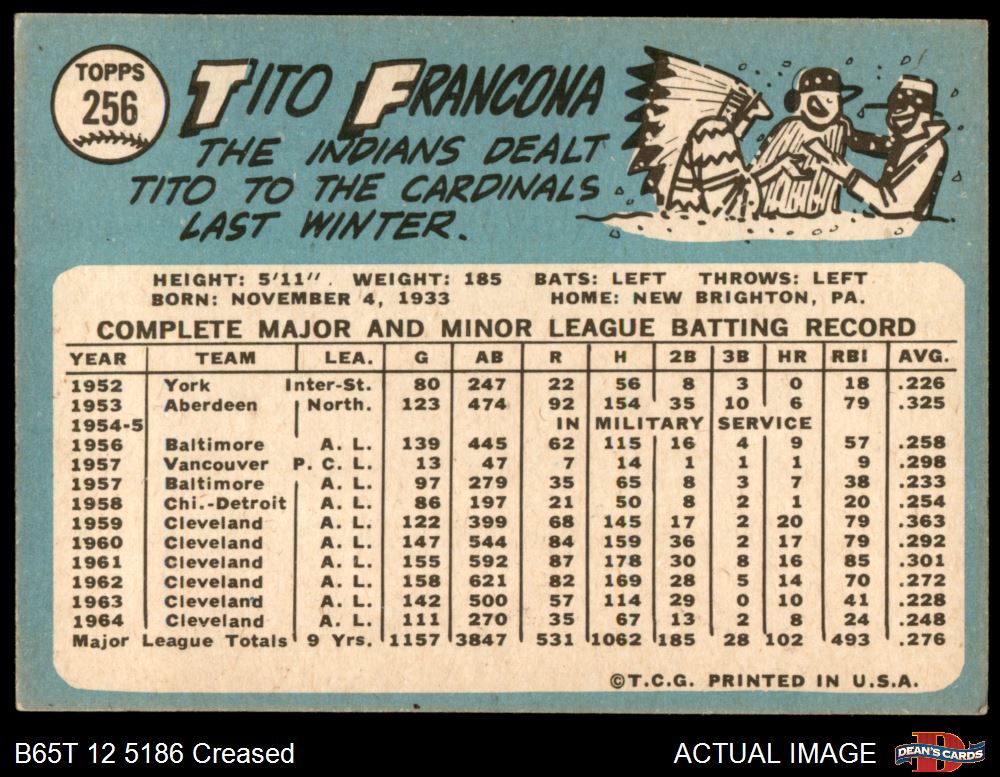 TOPPS
256
TITO FRANCONA
THE INDIANS DEALT
TITO TO THE CARDINALS
LAST WINTER.
HEIGHT: 5'11". WEIGHT: 185 BATS: LEFT THROWS: LEFT
BORN: NOVEMBER 4, 1933 HOME: NEW BRIGHTON, PA.
COMPLETE MAJOR AND MINOR LEAGUE BATTING RECORD
YEAR TEAM LEA. G AB R H 2B 3B HR RBI AVG.
1952 York Inter-St. 80 247 22 56 8 3 0 18 .226
1953 Aberdeen North. 123 474 92 154 35 10 6 79 .325
1954-5 IN MILITARY SERVICE
1956 Baltimore A. L. 139 445 62 115 16 4 9 57 .258
1957 Vancouver P. C. L. 13 47 7 14 1 1 1 9 .298
1957 Baltimore A. L. 97 279 35 65 8 3 7 38 .233
1958 Chi.-Detroit A. L. 86 197 21 50 8 2 1 20 .254
1959 Cleveland A. L. 122 399 68 145 17 2 20 79 .363
1960 Cleveland A. L. 147 544 84 159 36 2 17 79 .292
1961 Cleveland A. L. 155 592 87 178 30 8 16 85 .301
1962 Cleveland A. L. 158 621 82 169 28 5 14 70 .272
1963 Cleveland A. L. 142 500 57 114 29 0 10 41 .228
1964 Cleveland A. L. 111 270 35 67 13 2 8 24 .248
Major League Totals 9 Yrs. 1157 3847 531 1062 185 28 102 493 .276
©T.C.G. PRINTED IN U.S.A.
B65T 12 5186 Creased ACTUAL IMAGE DEAN'S CARDS